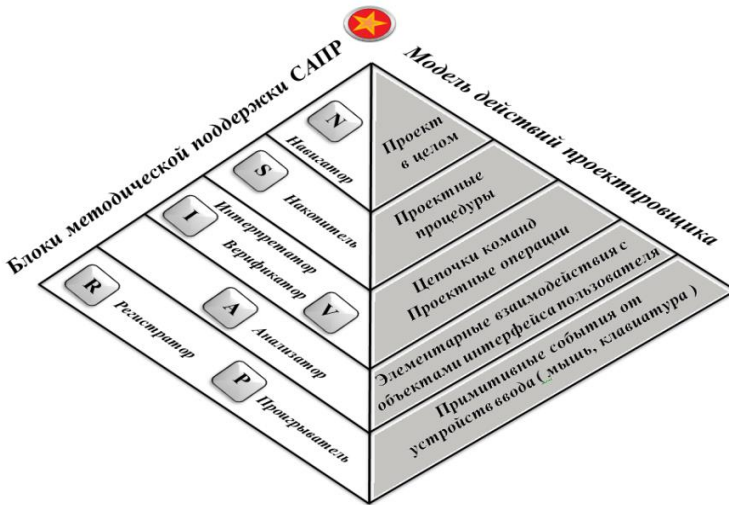 Блоки методической поддержки САПР
Модель действий проектировщика
N
Навигатор
S
Накопитель
I
Интерпретатор
Верификатор
V
R
Регистратор
A
Анализатор
P
Проигрыватель
Проект
в целом
Проектные
процедуры
Цепочки команд
Проектные операции
Элементарные взаимодействия с
объектами интерфейса пользователя
Примитивные события от
устройств ввода ( мышь, клавиатура )